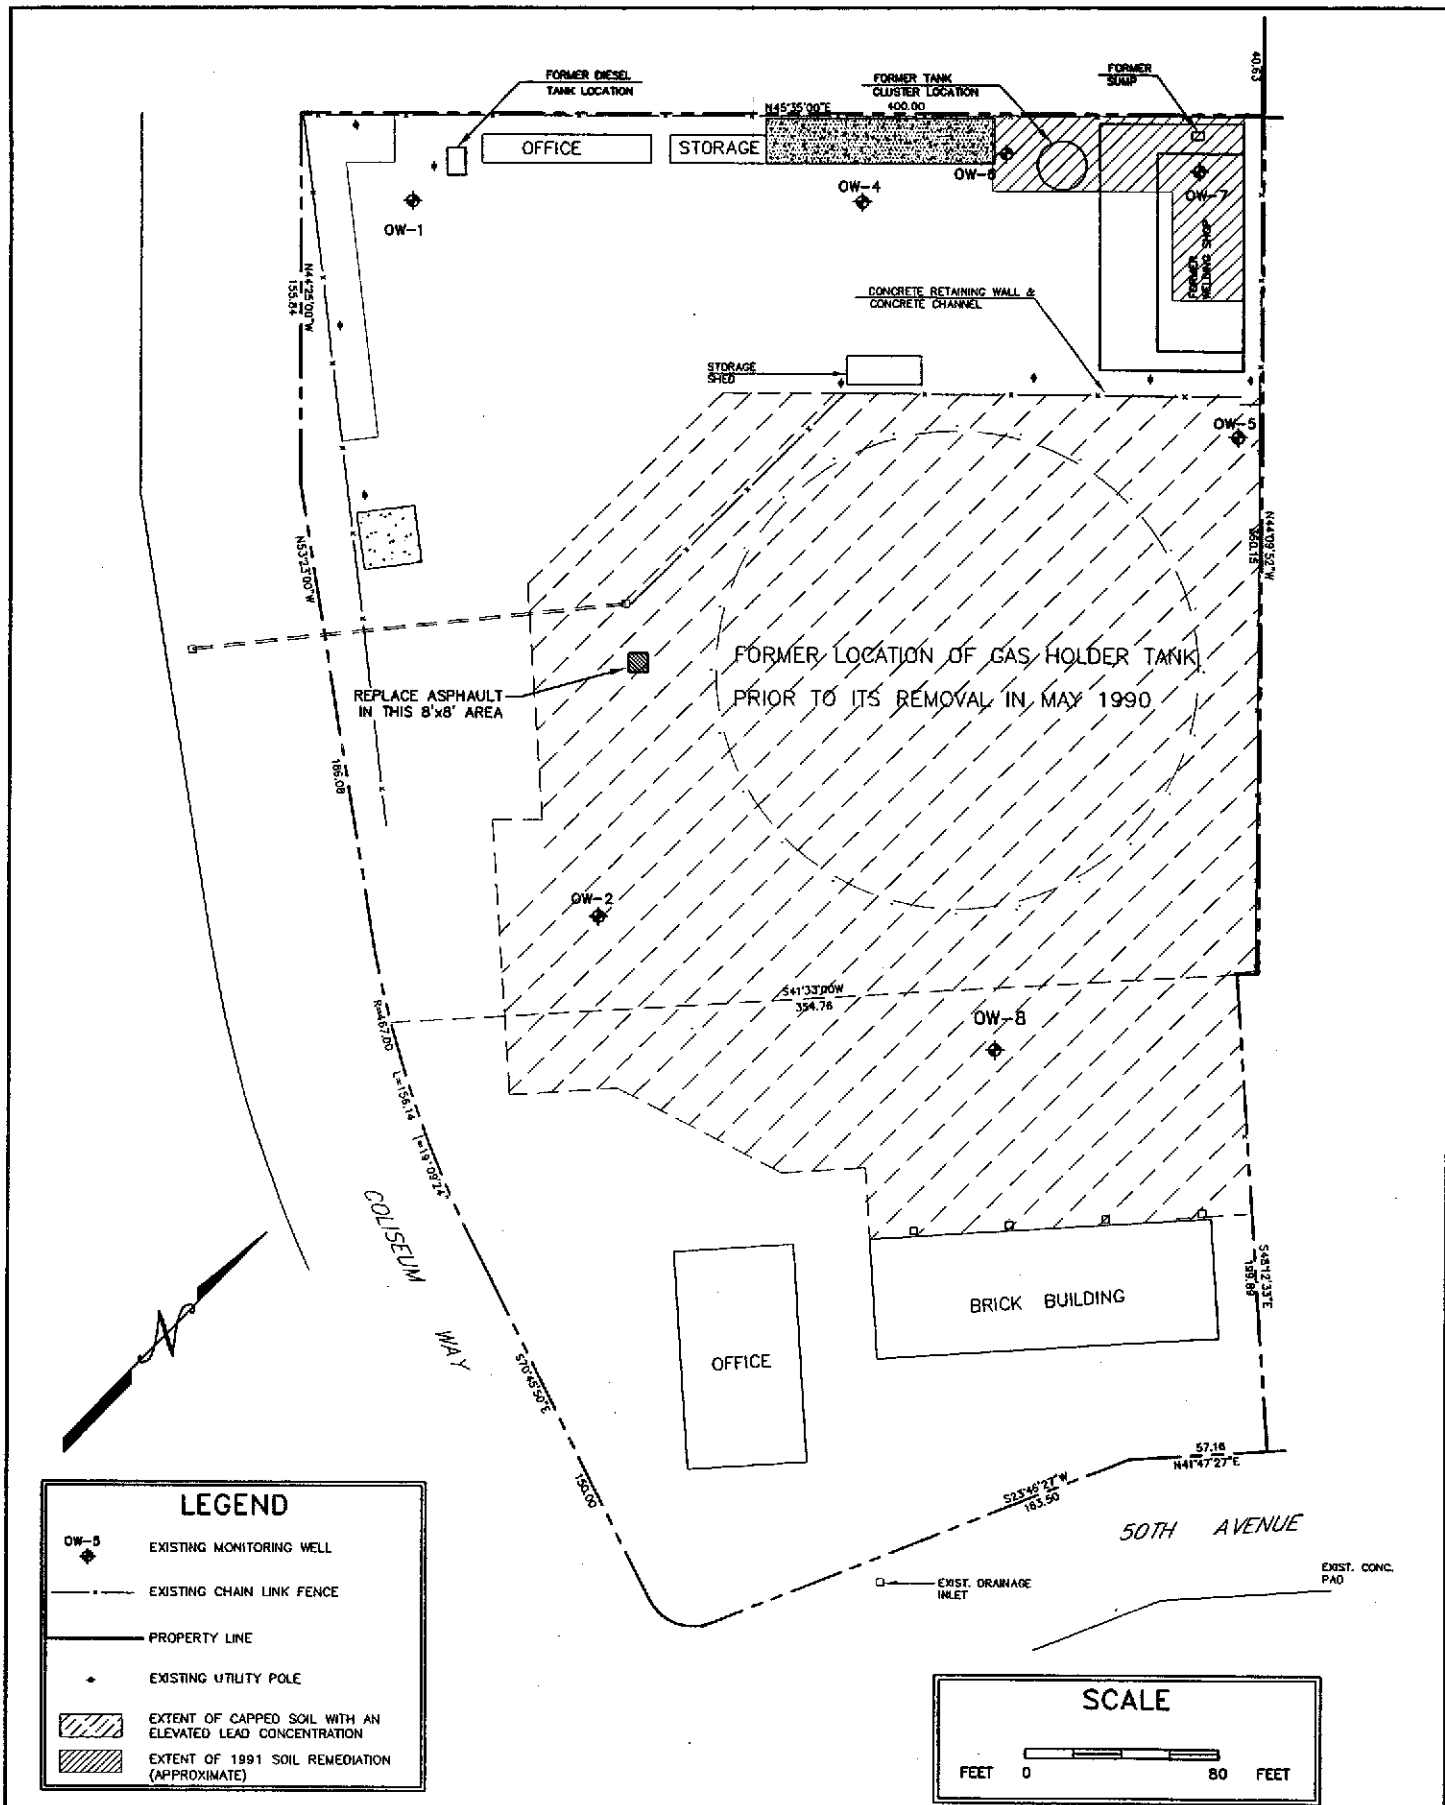 40.63
FORMER DIESEL
TANK LOCATION
FORMER TANK
CLUSTER LOCATION
FORMER
SUMP
N45°35'00"E
400.00
OFFICE
STORAGE
OW-1
OW-4
OW-6
OW-7
FORMER
WELDING SHOP
N44°25'00"W
155.84
CONCRETE RETAINING WALL &
CONCRETE CHANNEL
STORAGE
SHED
OW-5
N44°09'52"W
360.15
N53°23'00"W
FORMER LOCATION OF GAS HOLDER TANK
PRIOR TO ITS REMOVAL IN MAY 1990
REPLACE ASPHAULT
IN THIS 8'x8' AREA
186.08
OW-2
S41°33'00W
354.76
OW-8
R=467.00
L=156.14
I=19°09'24"
COLISEUM
WAY
S48°12'33"E
199.89
BRICK BUILDING
OFFICE
S70°45'50"E
150.00
57.16
N41°47'27"E
S23°46'27"W
163.50
50TH AVENUE
EXIST. DRAINAGE
INLET
EXIST. CONC.
PAD
N
LEGEND
OW-5
EXISTING MONITORING WELL
EXISTING CHAIN LINK FENCE
PROPERTY LINE
EXISTING UTILITY POLE
EXTENT OF CAPPED SOIL WITH AN
ELEVATED LEAD CONCENTRATION
EXTENT OF 1991 SOIL REMEDIATION
(APPROXIMATE)
SCALE
FEET 0 80 FEET